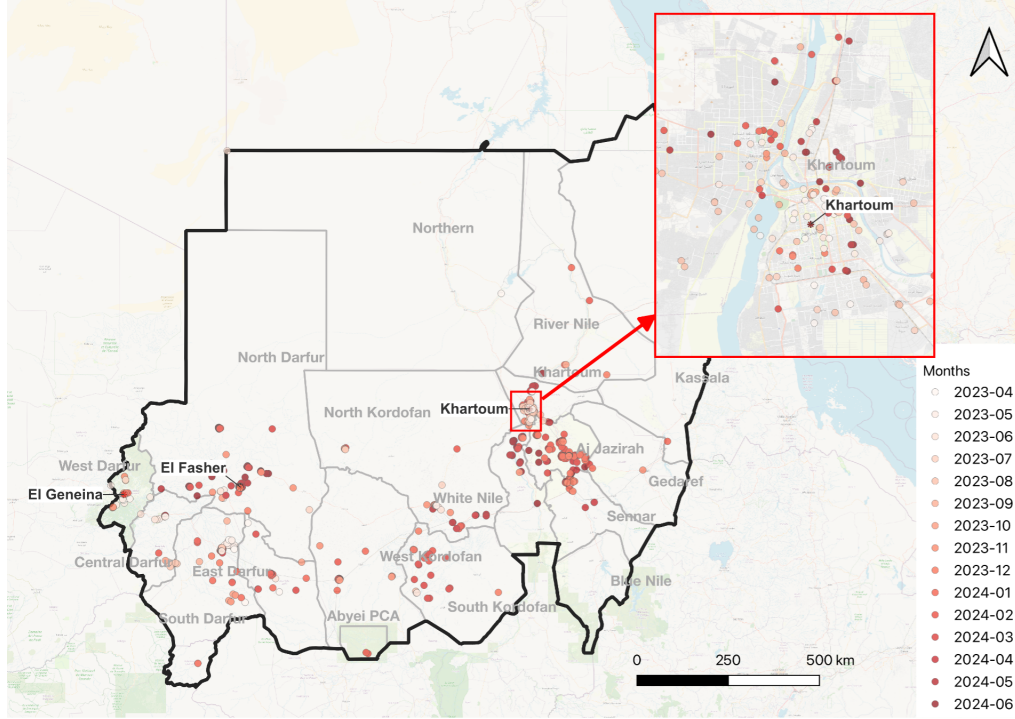 Khartoum
Khartoum
Northern
River Nile
North Darfur
Khartoum
Kassala
North Kordofan
Khartoum
Aj Jazirah
West Darfur
El Fasher
Gedaref
El Geneina
White Nile
Sennar
Central Darfur
West Kordofan
East Darfur
Blue Nile
South Kordofan
South Darfur
Abyei PCA
0 250 500 km
Months
2023-04
2023-05
2023-06
2023-07
2023-08
2023-09
2023-10
2023-11
2023-12
2024-01
2024-02
2024-03
2024-04
2024-05
2024-06